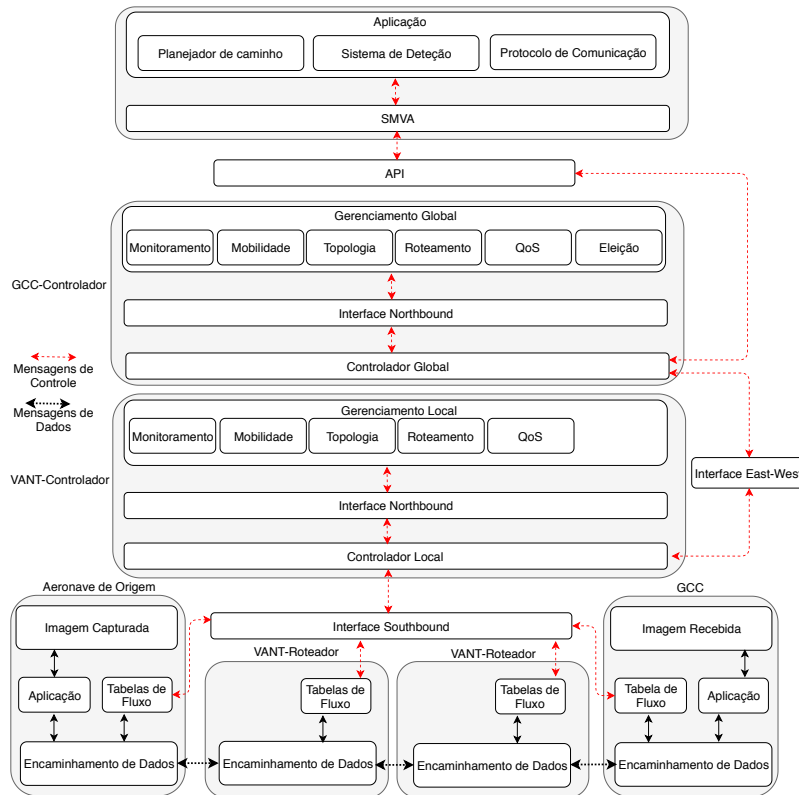 Aplicação
Planejador de caminho
Sistema de Deteção
Protocolo de Comunicação
SMVA
API
Gerenciamento Global
Monitoramento
Mobilidade
Topologia
Roteamento
QoS
Eleição
GCC-Controlador
Interface Northbound
Controlador Global
Mensagens de
Controle
Mensagens de
Dados
Gerenciamento Local
Monitoramento
Mobilidade
Topologia
Roteamento
QoS
VANT-Controlador
Interface Northbound
Interface East-West
Controlador Local
Aeronave de Origem
GCC
Imagem Capturada
Interface Southbound
Imagem Recebida
VANT-Roteador
VANT-Roteador
Aplicação
Tabelas de
Fluxo
Tabelas de
Fluxo
Tabelas de
Fluxo
Tabela de
Fluxo
Aplicação
Encaminhamento de Dados
Encaminhamento de Dados
Encaminhamento de Dados
Encaminhamento de Dados